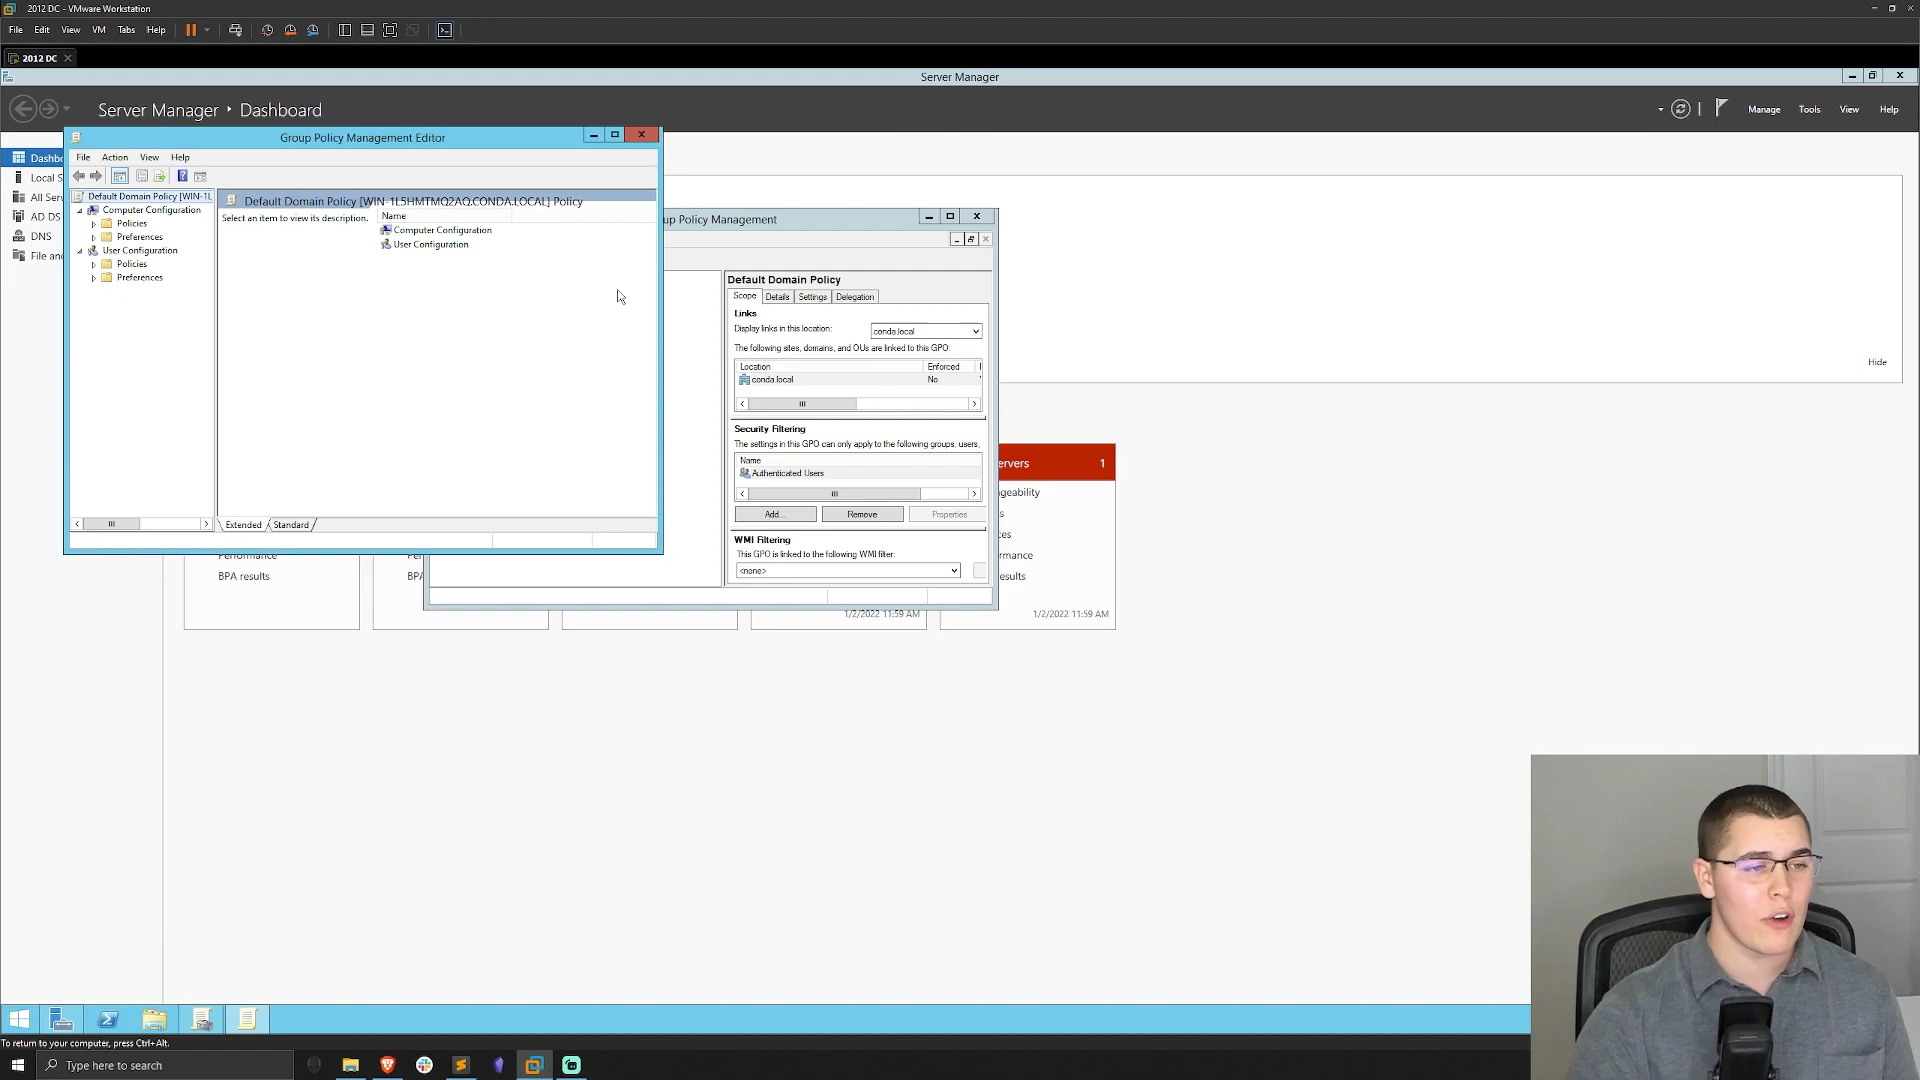 2012 DC - VMware Workstation
File Edit View VM Tabs Help
2012 DC
Server Manager
Server Manager • Dashboard
Manage Tools View Help
Dashbo
Local S
All Serv
AD DS
DNS
File an
Group Policy Management Editor
File Action View Help
Default Domain Policy [WIN-1L
Computer Configuration
Policies
Preferences
User Configuration
Policies
Preferences
Default Domain Policy [WIN-1L5HMTMQ2AQ.CONDA.LOCAL] Policy
Select an item to view its description.
Name
Computer Configuration
User Configuration
Extended Standard
up Policy Management
Default Domain Policy
Scope Details Settings Delegation
Links
Display links in this location:
conda.local
The following sites, domains, and OUs are linked to this GPO:
Location Enforced
conda.local No
Security Filtering
The settings in this GPO can only apply to the following groups, users,
Name
Authenticated Users
Add... Remove Properties
WMI Filtering
This GPO is linked to the following WMI filter:
<none>
Hide
ervers 1
geability
s
ces
mance
esults
1/2/2022 11:59 AM
1/2/2022 11:59 AM
Performance
BPA results
Per
BPA
To return to your computer, press Ctrl+Alt.
Type here to search